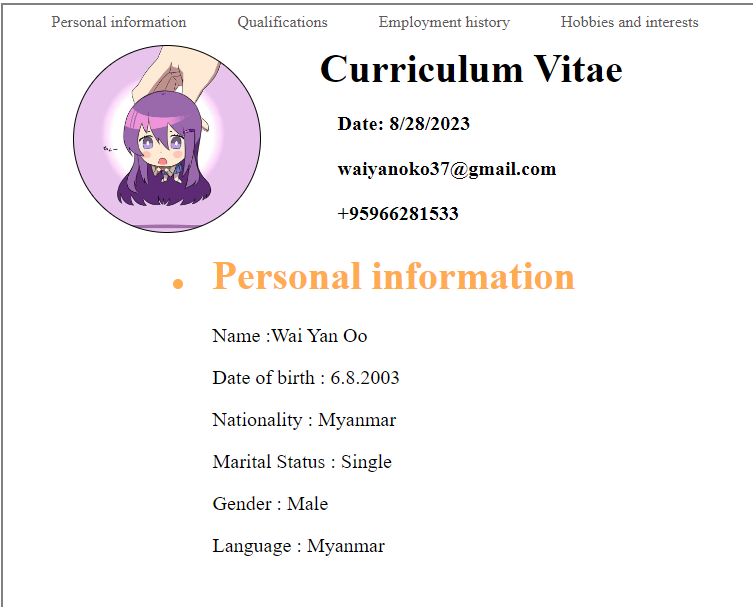 Personal information Qualifications Employment history Hobbies and interests
Curriculum Vitae
Date: 8/28/2023
waiyanoko37@gmail.com
+95966281533
• Personal information
Name :Wai Yan Oo
Date of birth : 6.8.2003
Nationality : Myanmar
Marital Status : Single
Gender : Male
Language : Myanmar